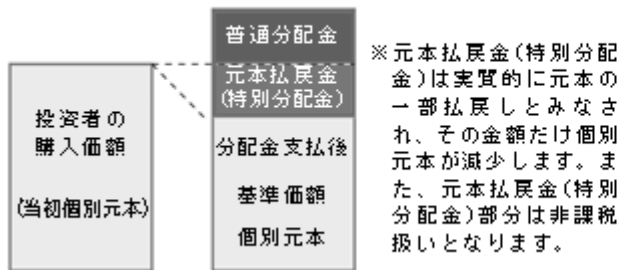 投資者の
購入価額
(当初個別元本)
普通分配金
元本払戻金
(特別分配金)
分配金支払後
基準価額
個別元本
※元本払戻金(特別分配
金)は実質的に元本の
一部払戻しとみなさ
れ、その金額だけ個別
元本が減少します。ま
た、元本払戻金(特別
分配金)部分は非課税
扱いとなります。